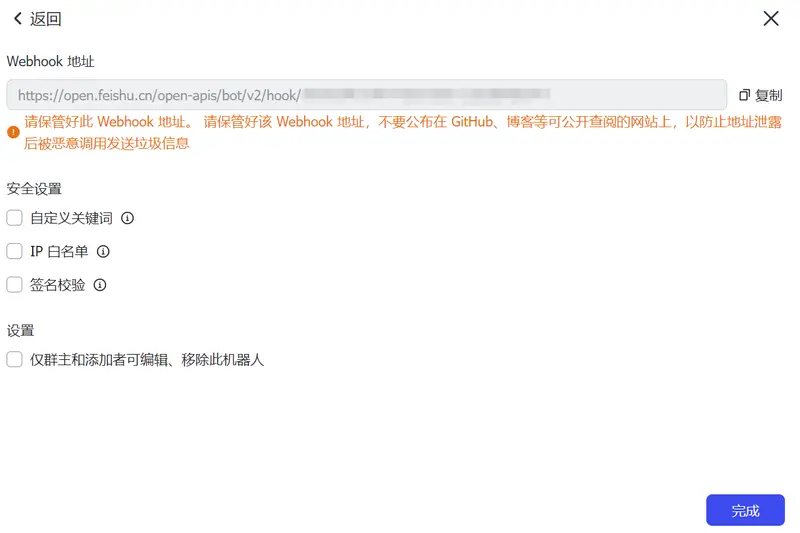 返回
Webhook 地址
https://open.feishu.cn/open-apis/bot/v2/hook/
复制
请保管好此 Webhook 地址。 请保管好该 Webhook 地址，不要公布在 GitHub、博客等可公开查阅的网站上，以防止地址泄露
后被恶意调用发送垃圾信息
安全设置
自定义关键词
IP 白名单
签名校验
设置
仅群主和添加者可编辑、移除此机器人
完成